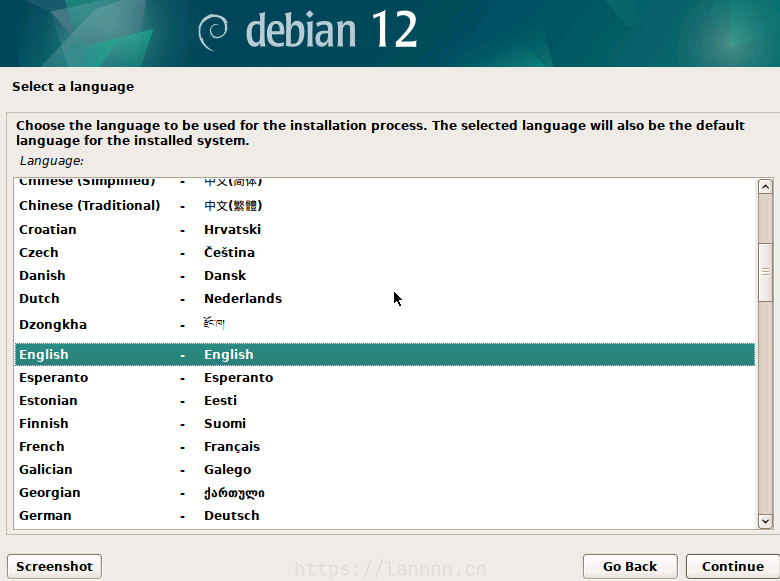 debian 12
Select a language
Choose the language to be used for the installation process. The selected language will also be the default
language for the installed system.
Language:
Chinese (Simplified) - 中文(简体)
Chinese (Traditional) - 中文(繁體)
Croatian - Hrvatski
Czech - Čeština
Danish - Dansk
Dutch - Nederlands
Dzongkha - རྫོང་ཁ།
English - English
Esperanto - Esperanto
Estonian - Eesti
Finnish - Suomi
French - Français
Galician - Galego
Georgian - ქართული
German - Deutsch
Screenshot https://lannnn.cn Go Back Continue